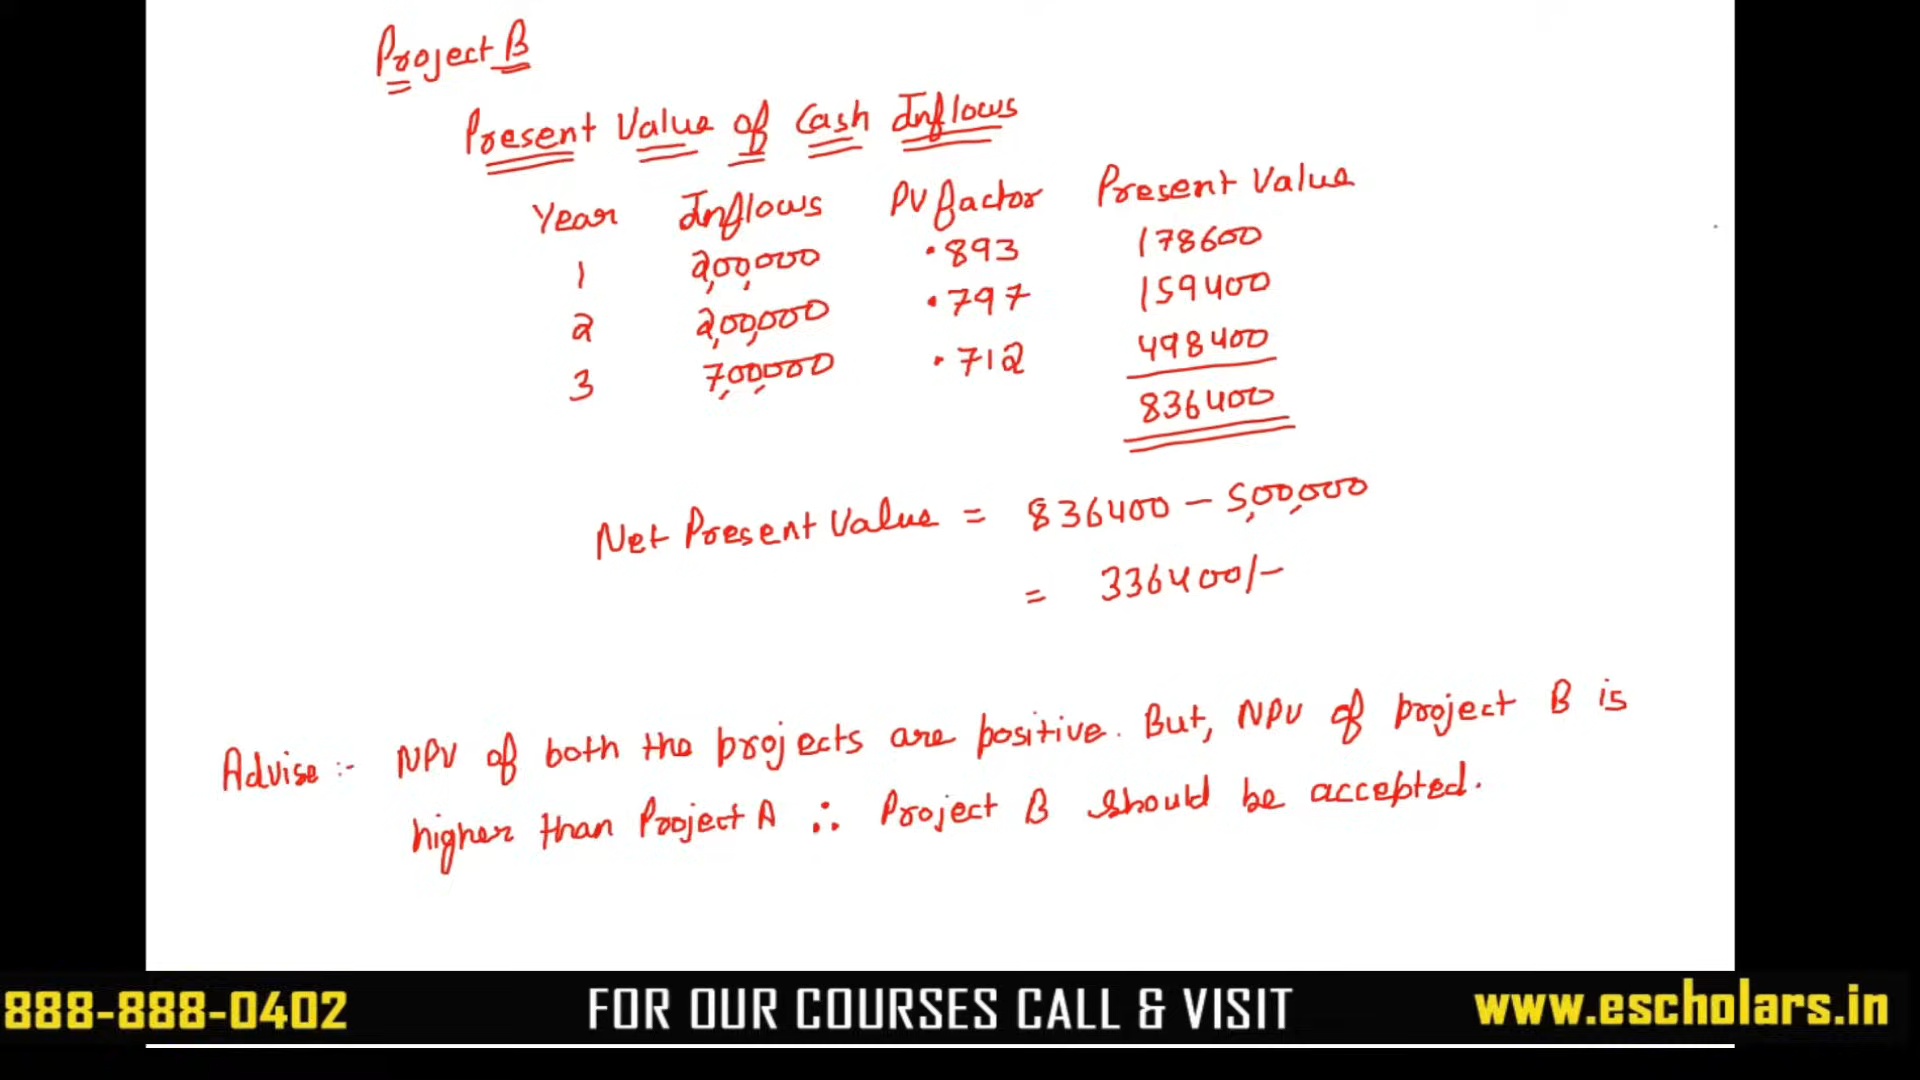 Project B
Present Value of Cash Inflows
Year Inflows PV factor Present Value
1 2,00,000 .893 178600
2 2,00,000 .797 159400
3 7,00,000 .712 498400
836400
Net Present Value = 836400 - 5,00,000
= 336400/-
Advise :- NPV of both the projects are positive. But, NPV of project B is
higher than Project A ∴ Project B should be accepted.
888-888-0402 FOR OUR COURSES CALL & VISIT www.escholars.in